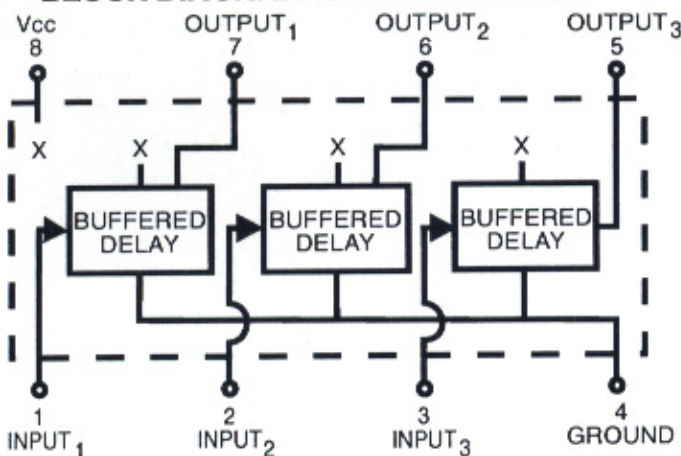 Vcc OUTPUT1 OUTPUT2 OUTPUT3
8 7 6 5
X X X X
BUFFERED DELAY
BUFFERED DELAY
BUFFERED DELAY
1 2 3 4
INPUT1 INPUT2 INPUT3 GROUND